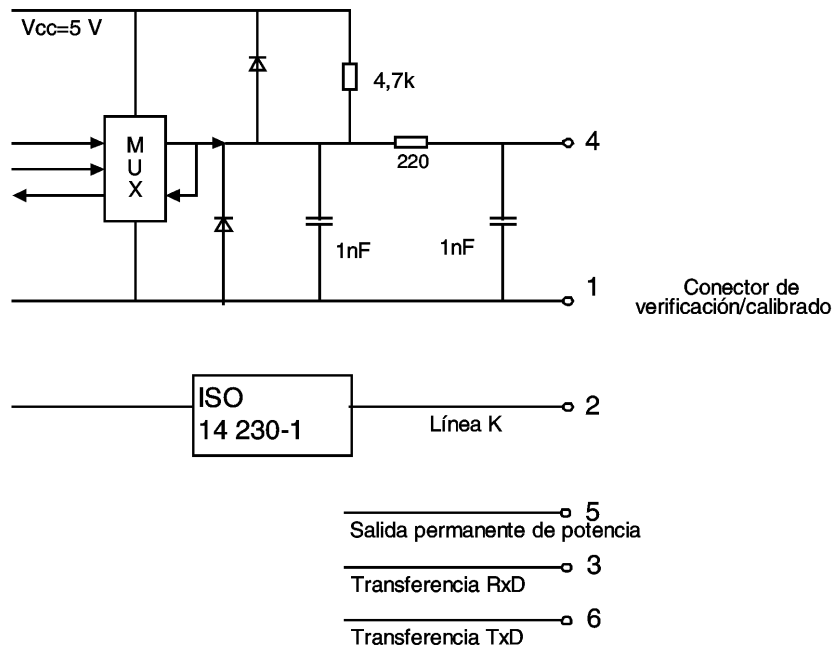 Vcc=5 V
4,7k
M
U
X
4
220
1nF
1nF
1
Conector de
verificación/calibrado
ISO
14 230-1
Línea K
2
5
Salida permanente de potencia
3
Transferencia RxD
6
Transferencia TxD